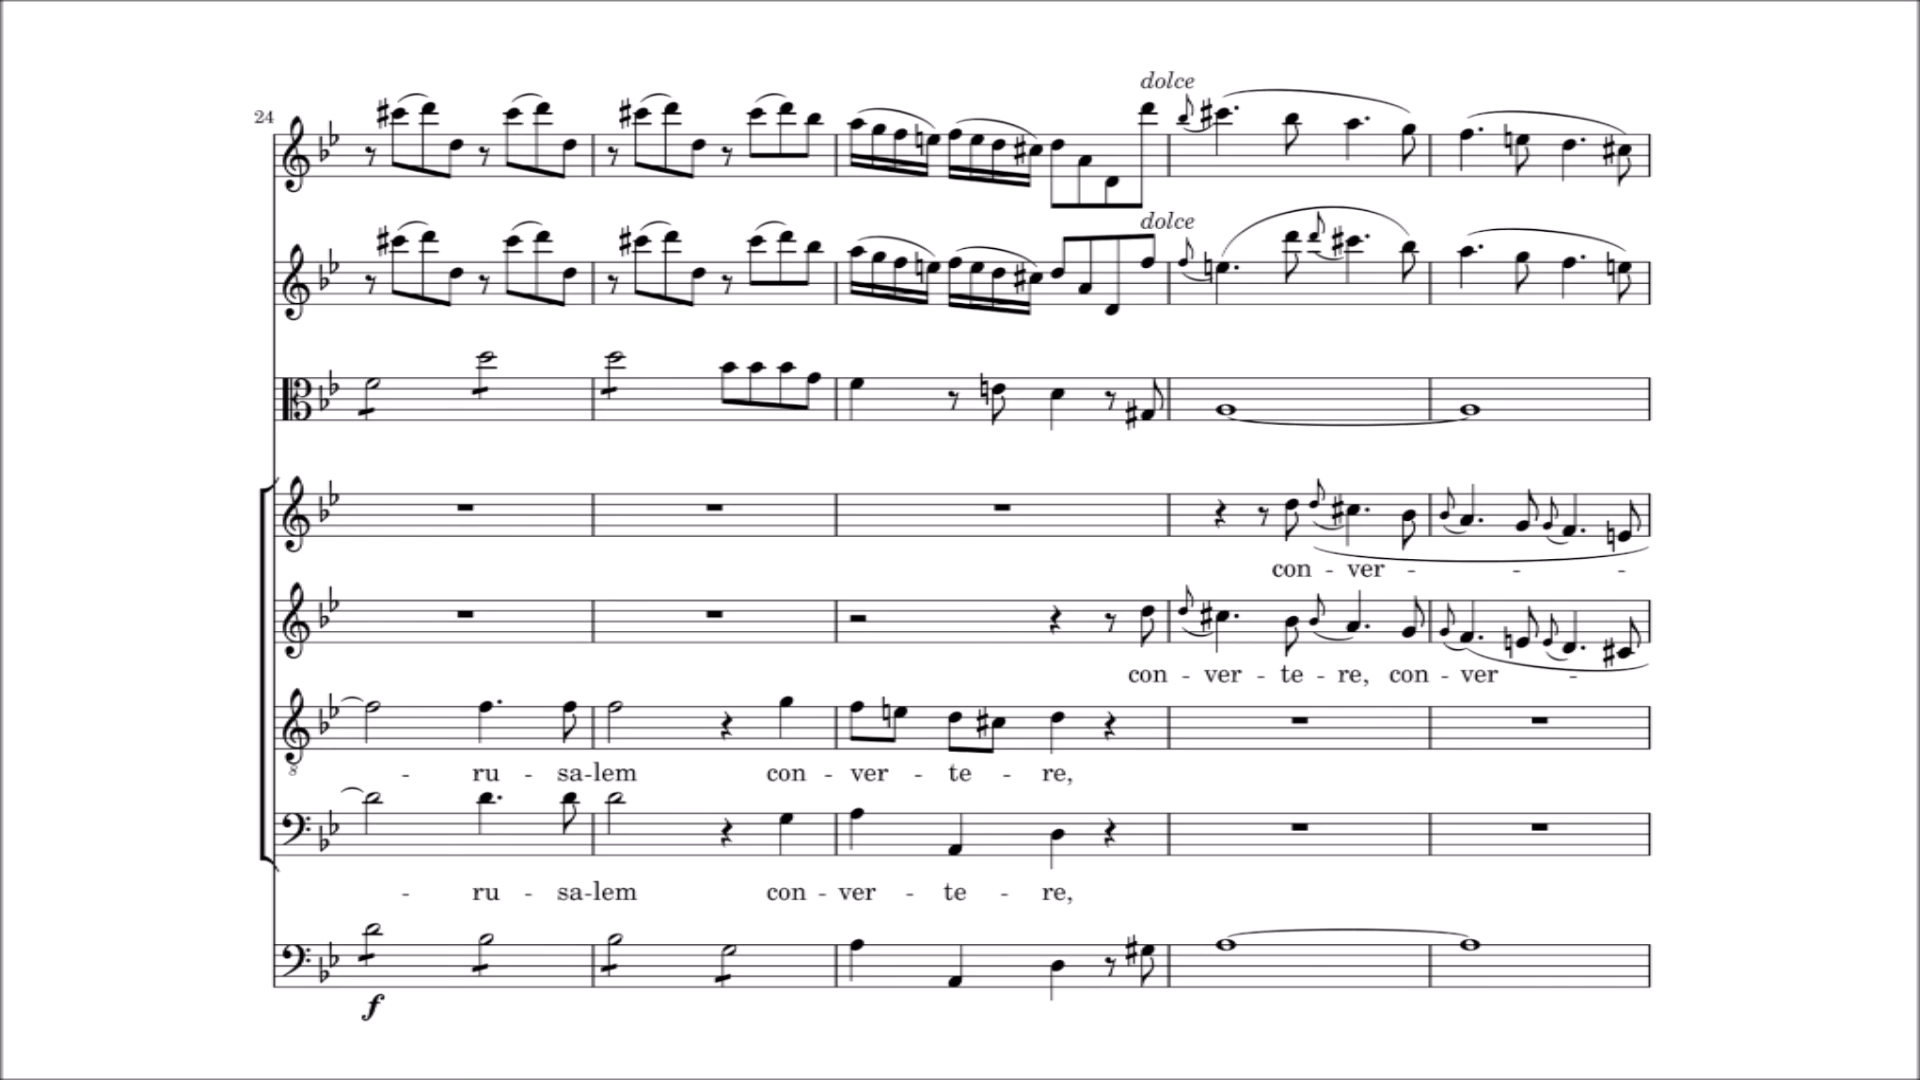 dolce
24
dolce
con - ver - - -
con - ver - te - re, con - ver -
8
- ru - sa-lem con - ver - te - re,
- ru - sa-lem con - ver - te - re,
f